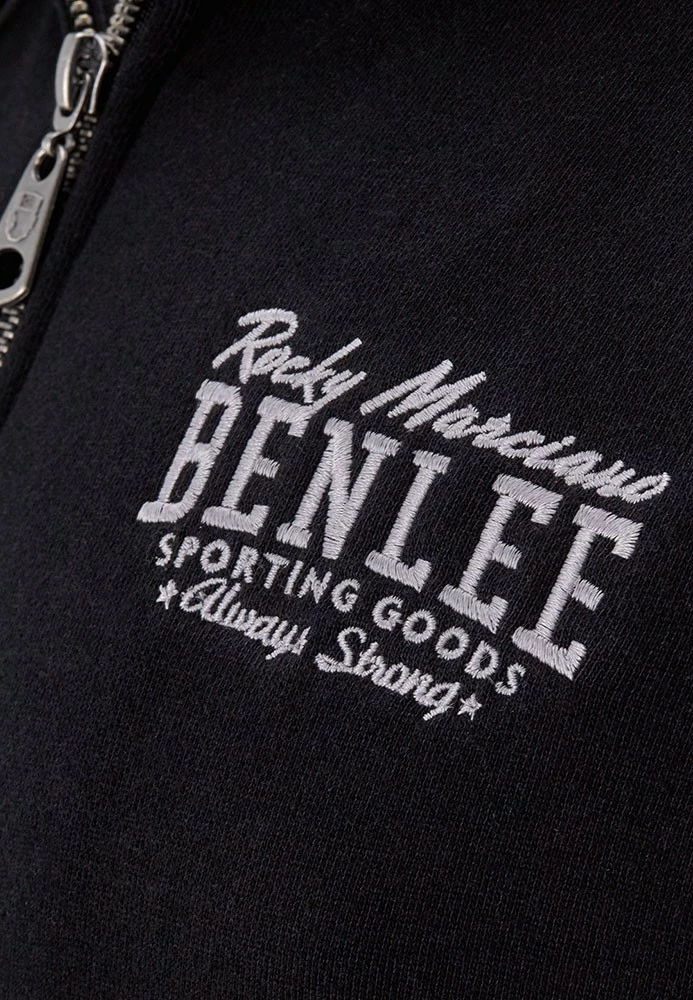 Rocky Marciano
BENLEE
SPORTING GOODS
Always Strong